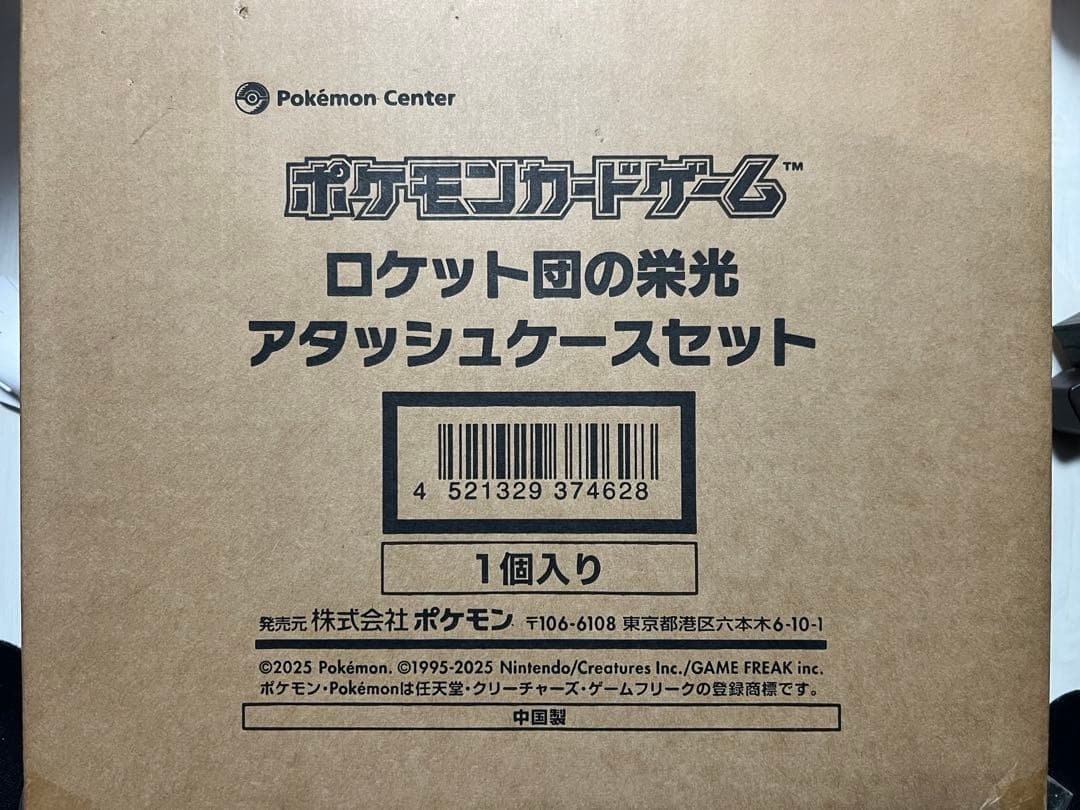 Pokémon Center
ポケモンカードゲーム™
ロケット団の栄光
アタッシュケースセット
4 521329 374628
1個入り
発売元 株式会社 ポケモン 〒106-6108 東京都港区六本木6-10-1
©2025 Pokémon. ©1995-2025 Nintendo/Creatures Inc./GAME FREAK inc.
ポケモン・Pokémonは任天堂・クリーチャーズ・ゲームフリークの登録商標です。
中国製